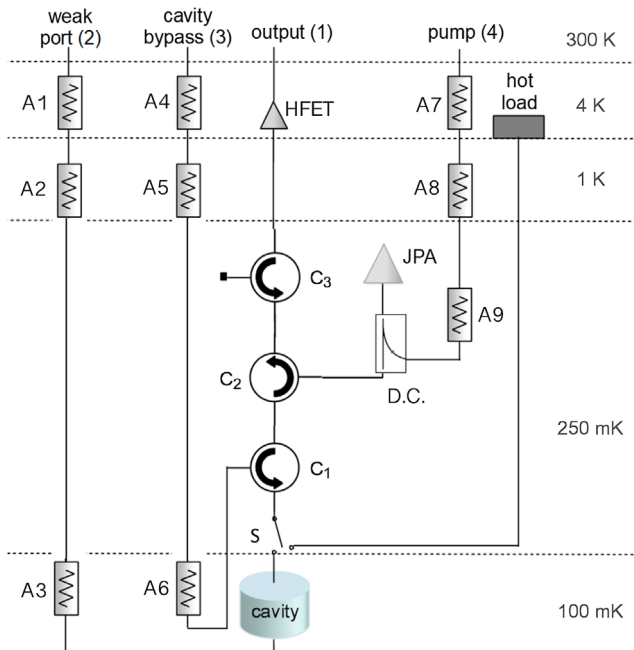 weak
port (2)
cavity
bypass (3)
output (1)
pump (4)
300 K
A1
A4
HFET
A7
hot
load
4 K
A2
A5
A8
1 K
C3
JPA
A9
C2
D.C.
250 mK
C1
S
A3
A6
cavity
100 mK